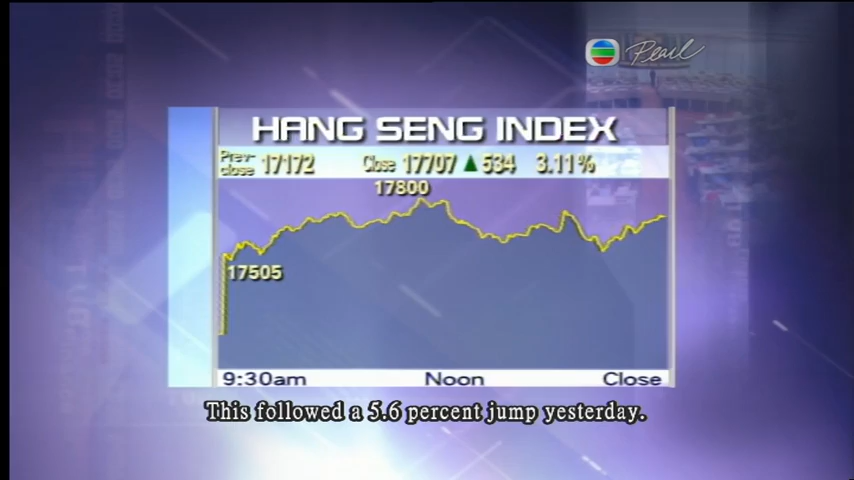 Pearl
HANG SENG INDEX
Prev- close 17172 Close 17707 ▲ 534 3.11%
17800
17505
9:30am Noon Close
This followed a 5.6 percent jump yesterday.